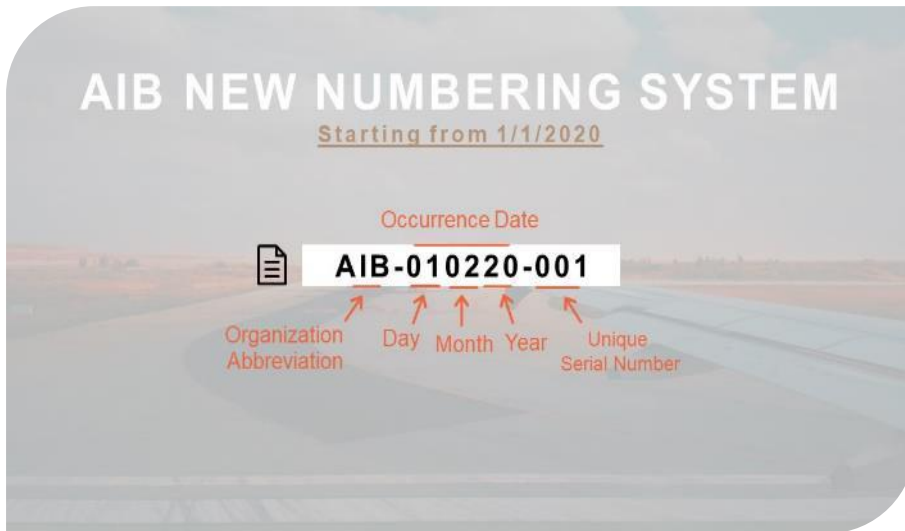 AIB NEW NUMBERING SYSTEM
Starting from 1/1/2020
Occurrence Date
AIB-010220-001
Organization Abbreviation
Day
Month
Year
Unique Serial Number